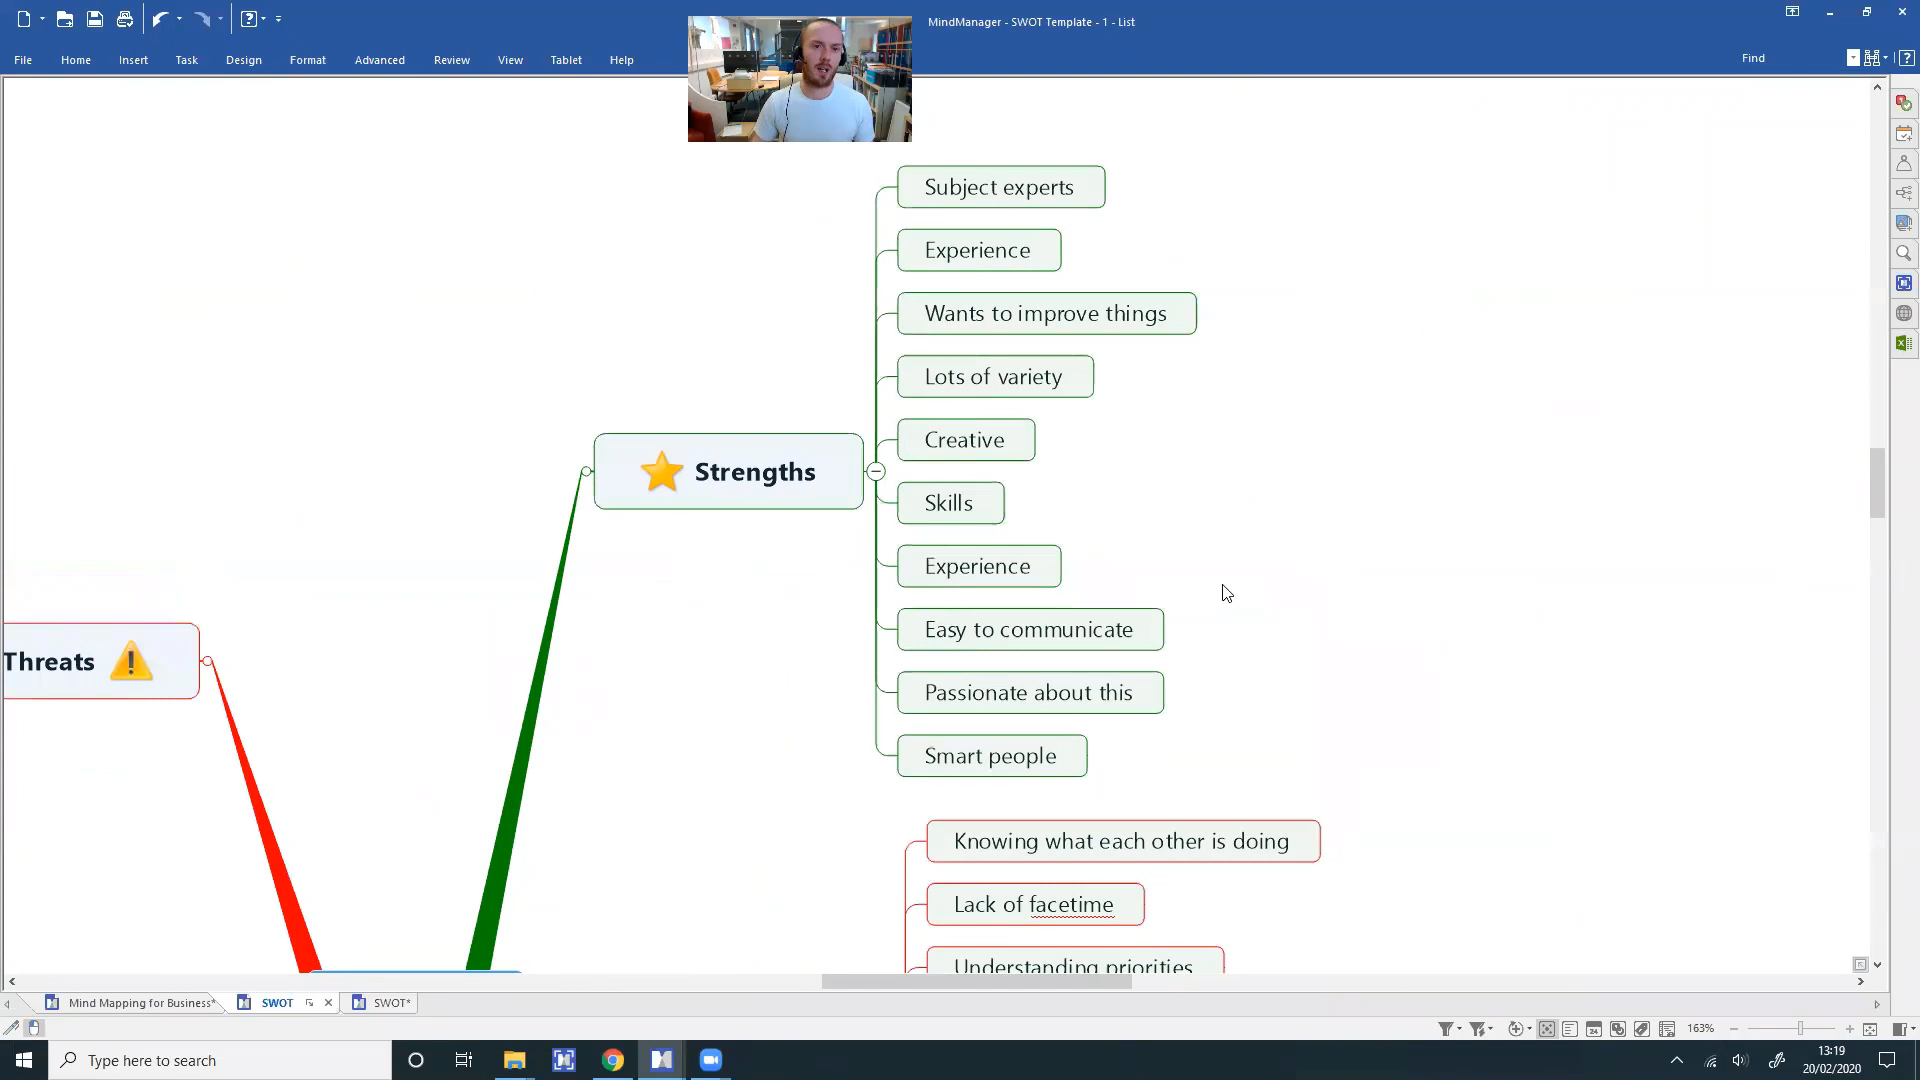 MindManager - SWOT Template - 1 - List
File Home Insert Task Design Format Advanced Review View Tablet Help Find
Subject experts
Experience
Wants to improve things
Lots of variety
Creative
Strengths
Skills
Experience
Easy to communicate
Threats
Passionate about this
Smart people
Knowing what each other is doing
Lack of facetime
Understanding priorities
Mind Mapping for Business* SWOT SWOT*
163%
Type here to search
13:19
20/02/2020